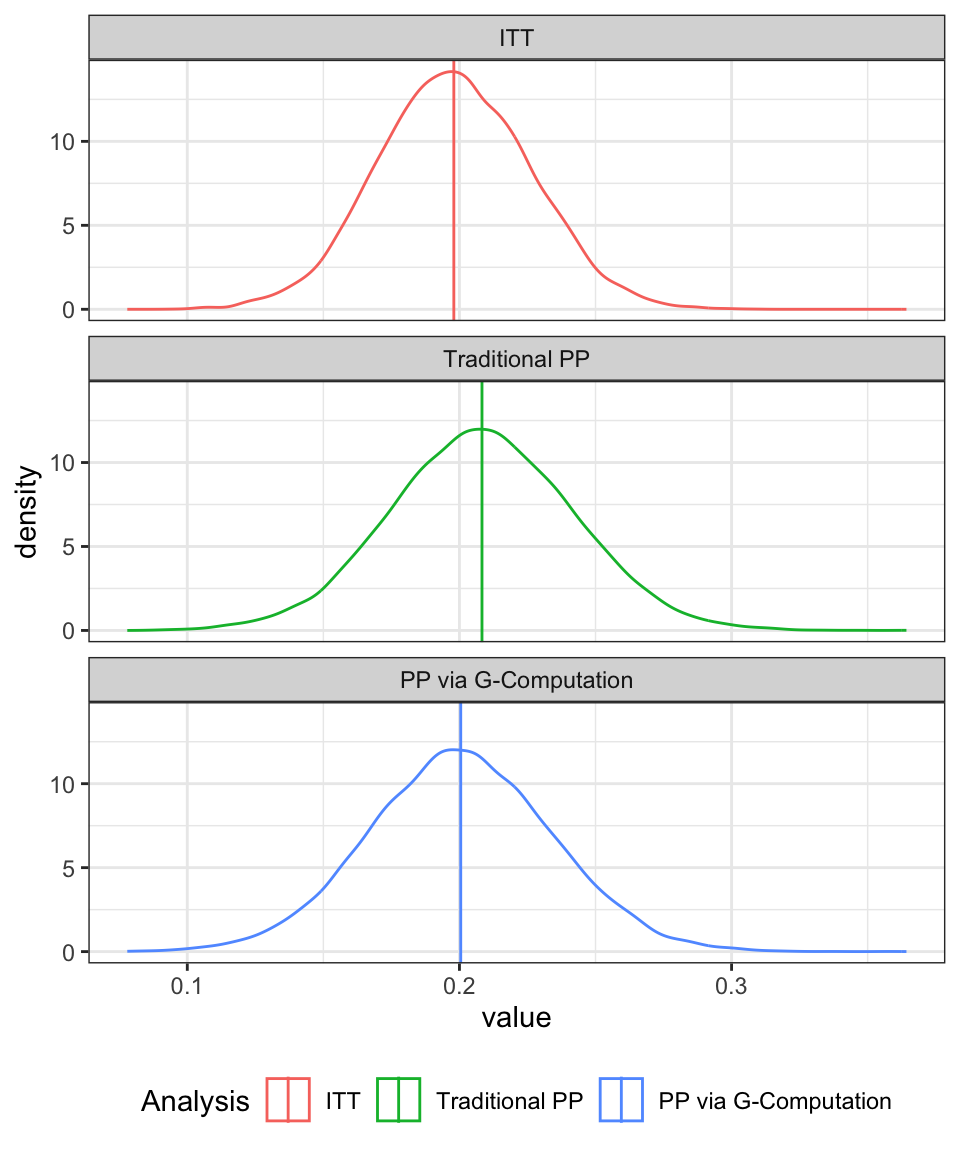 ITT
10
5
0
Traditional PP
10
5
0
density
PP via G-Computation
10
5
0
0.1 0.2 0.3
value
Analysis ITT Traditional PP PP via G-Computation